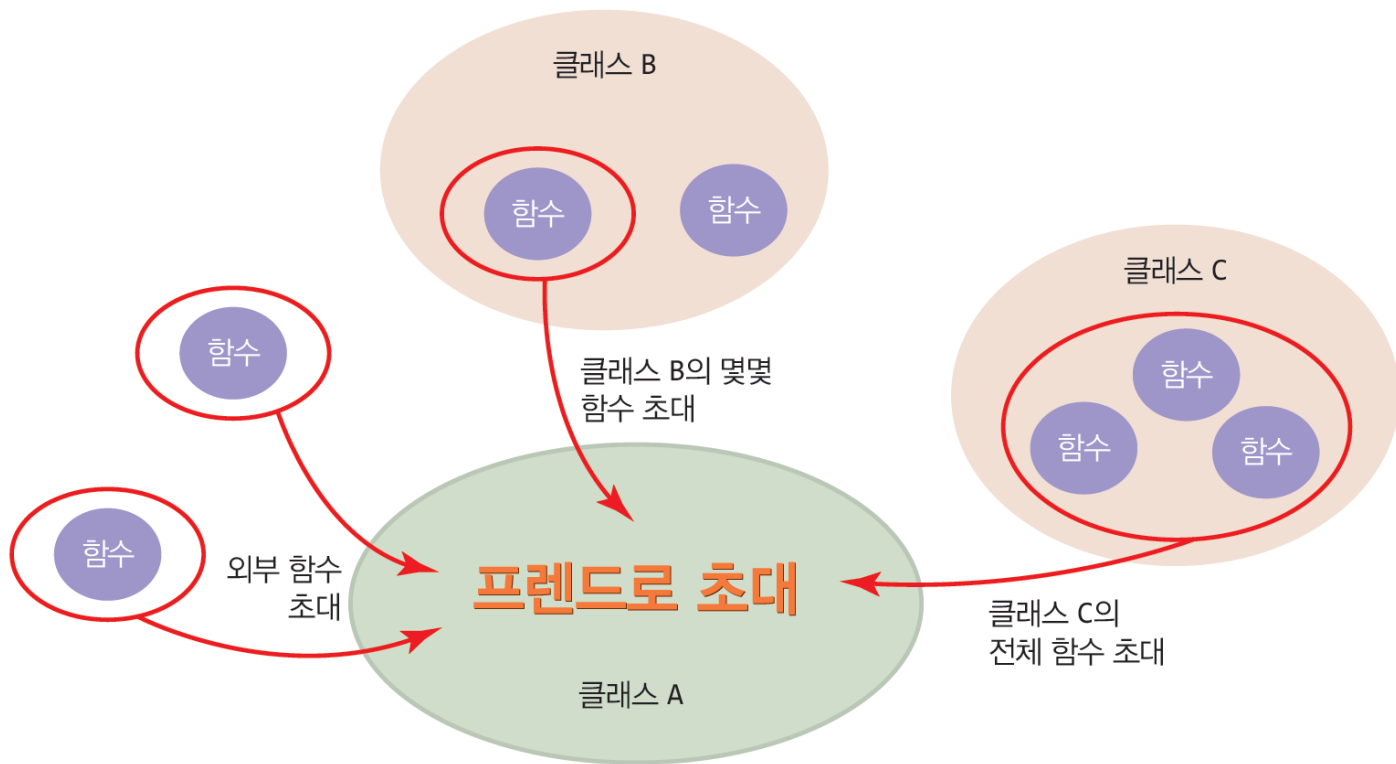 클래스 B
함수
함수
클래스 C
함수
함수
함수
함수
클래스 B의 몇몇
함수 초대
함수
외부 함수
초대
프렌드로 초대
클래스 C의
전체 함수 초대
클래스 A